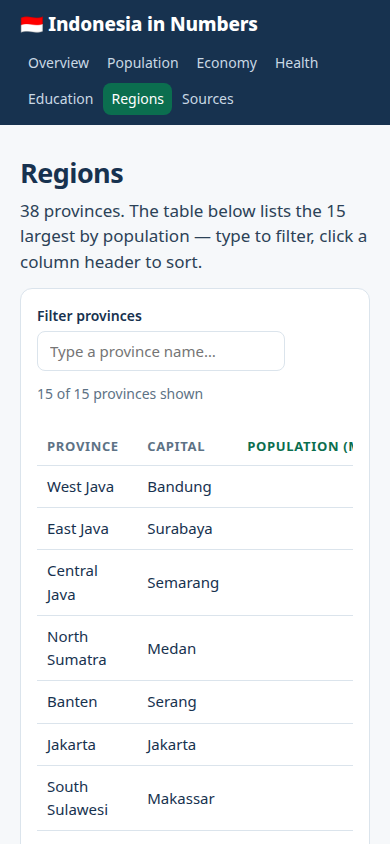 Indonesia in Numbers
Overview Population Economy Health
Education Regions Sources
Regions
38 provinces. The table below lists the 15
largest by population — type to filter, click a
column header to sort.
Filter provinces
Type a province name...
15 of 15 provinces shown
PROVINCE CAPITAL POPULATION (M
West Java Bandung
East Java Surabaya
Central
Java
Semarang
North
Sumatra
Medan
Banten Serang
Jakarta Jakarta
South
Sulawesi
Makassar